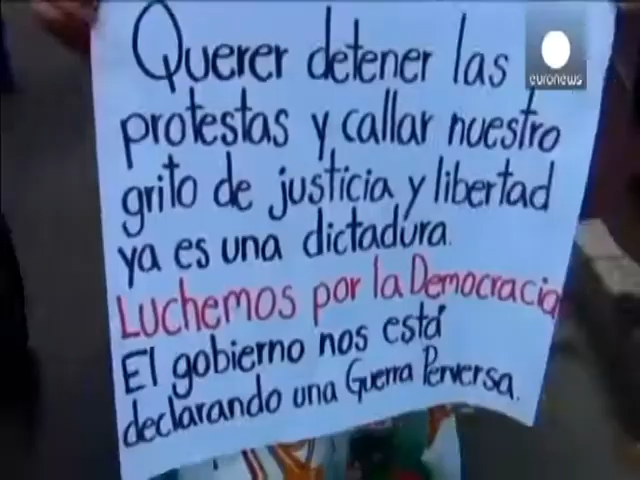 Querer detener las
protestas y callar nuestro
grito de justicia y libertad
ya es una dictadura.
Luchemos por la Democracia
El gobierno nos está
declarando una Guerra Perversa.
euronews